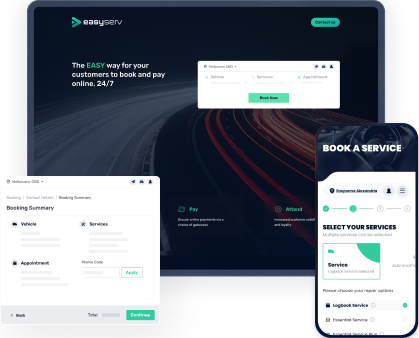 easyserv
Contact us
The EASY way for your
customers to book and pay
online, 24/7
Melbourne CBD
Vehicle
Services
Appointment
Book Now
Pay
Secure online payments via a
choice of gateways
Attend
Increased customer
and loyalty
Melbourne CBD
Booking / Contact Details / Booking Summary
Booking Summary
Vehicle
Services
Appointment
Promo Code
Apply
Back
Total
Continue
BOOK A SERVICE
Easyserve Alexandria
SELECT YOUR SERVICES
Multiple services can be selected
Service
Logbook service selected
Add
Please choose your repair options
Logbook Service
Essential Service
Essential Service Plus